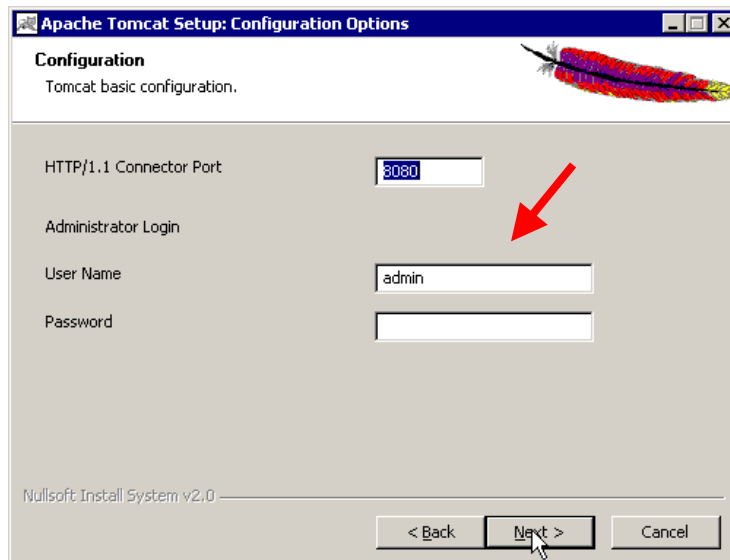 Apache Tomcat Setup: Configuration Options
Configuration
Tomcat basic configuration.
HTTP/1.1 Connector Port 8080
Administrator Login
User Name admin
Password
Nullsoft Install System v2.0
< Back Next > Cancel